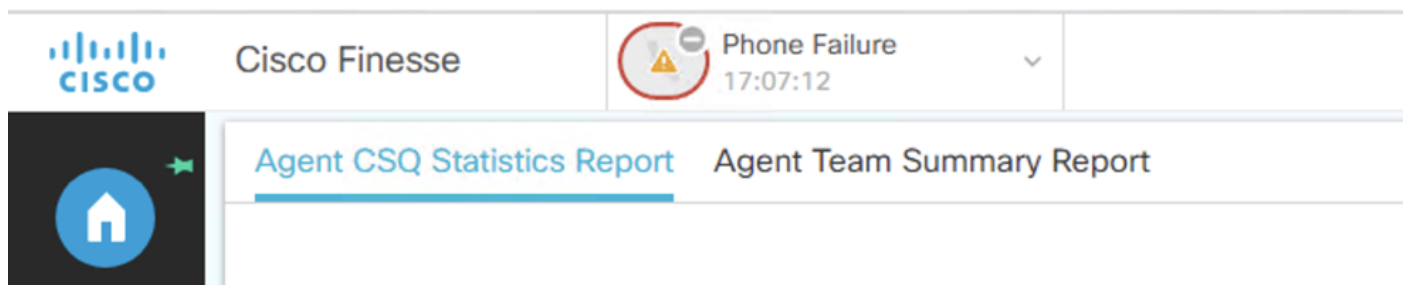 CISCO
Cisco Finesse
Phone Failure
17:07:12
Agent CSQ Statistics Report
Agent Team Summary Report